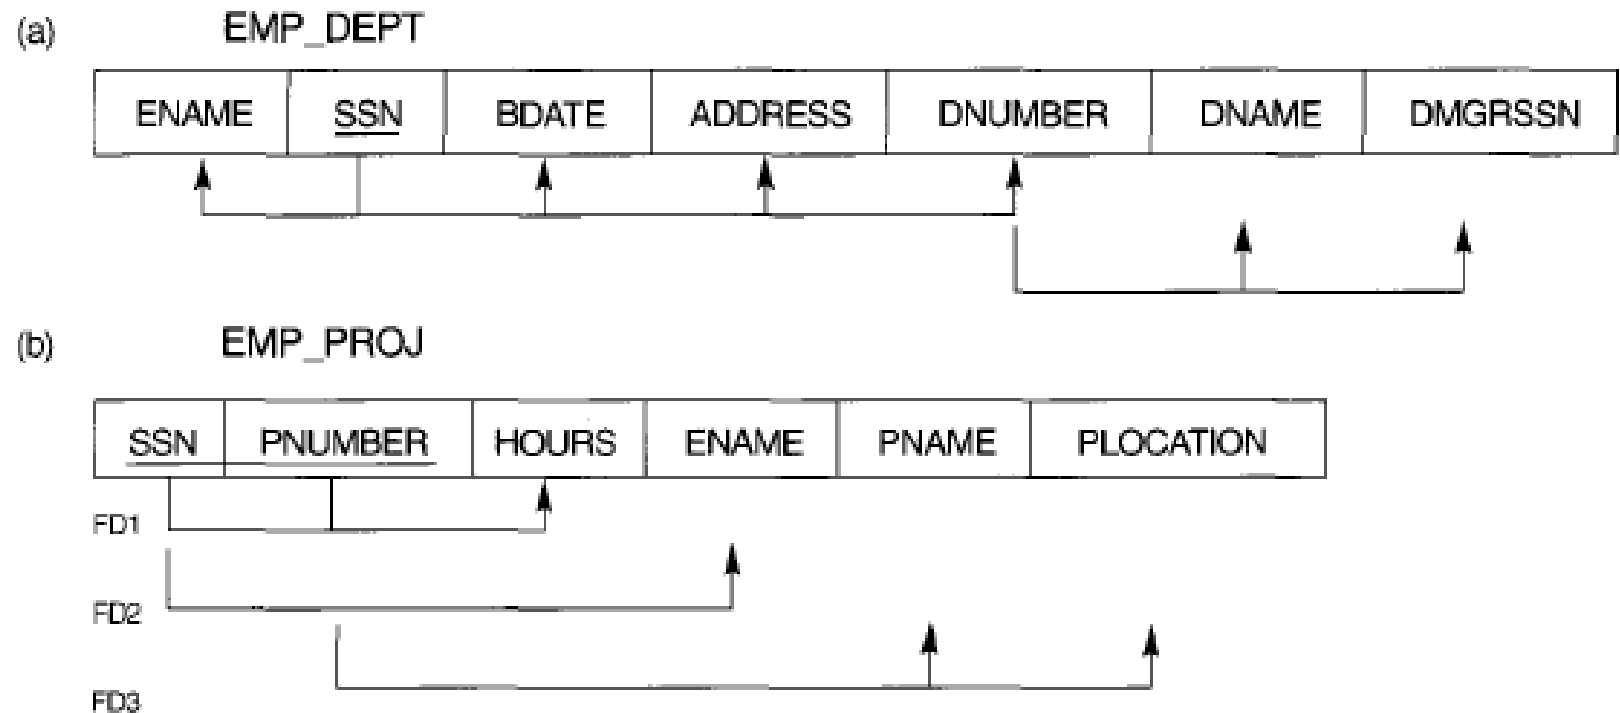 (a) EMP_DEPT
ENAME SSN BDATE ADDRESS DNUMBER DNAME DMGRSSN
(b) EMP_PROJ
SSN PNUMBER HOURS ENAME PNAME PLOCATION
FD1
FD2
FD3